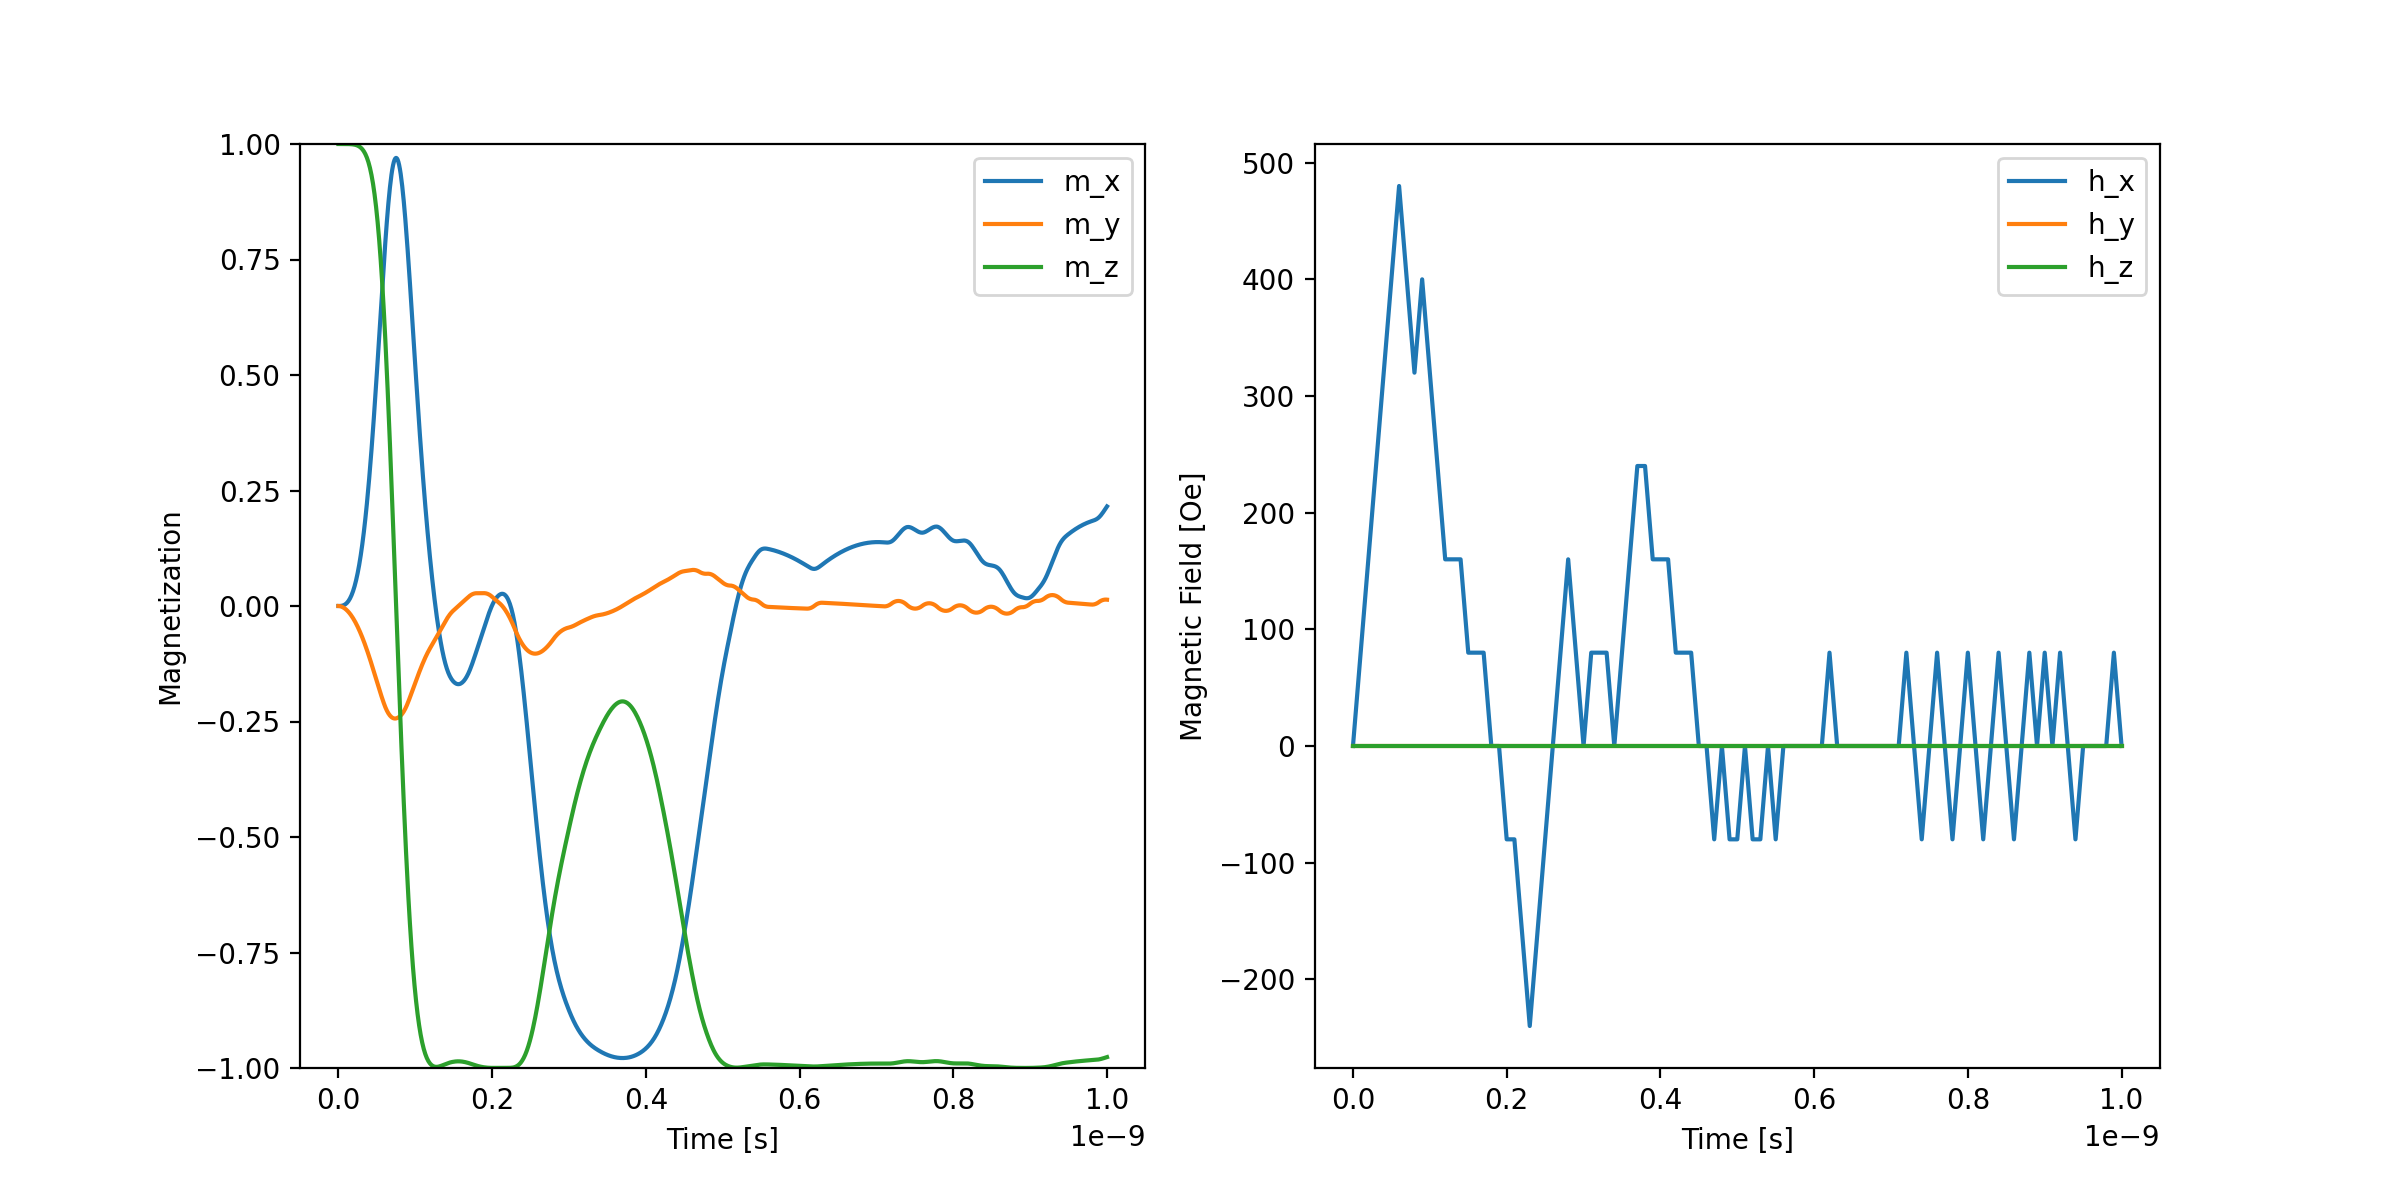 1.00
0.75
0.50
0.25
0.00
−0.25
−0.50
−0.75
−1.00
Magnetization
0.0 0.2 0.4 0.6 0.8 1.0
1e−9
Time [s]
m_x
m_y
m_z
500
400
300
200
100
0
−100
−200
Magnetic Field [Oe]
0.0 0.2 0.4 0.6 0.8 1.0
1e−9
Time [s]
h_x
h_y
h_z